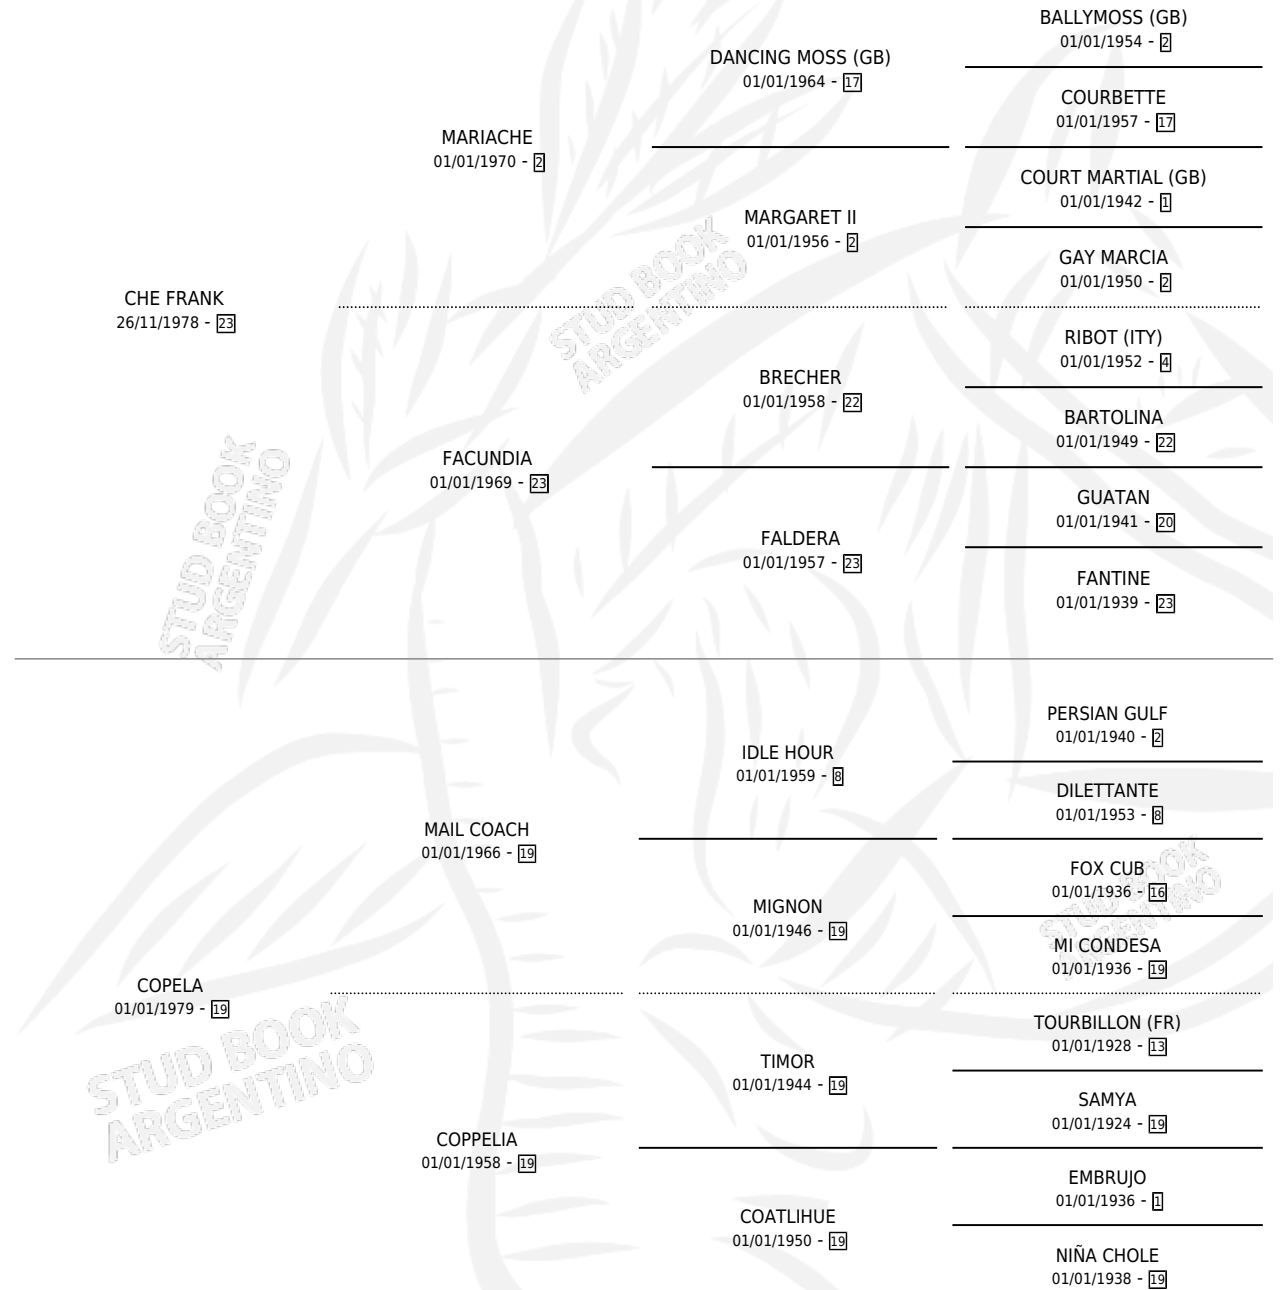 BALLYMOSS (GB)
01/01/1954 - 2
DANCING MOSS (GB)
01/01/1964 - 17
COURBETTE
01/01/1957 - 17
MARIACHE
01/01/1970 - 2
COURT MARTIAL (GB)
01/01/1942 - 1
MARGARET II
01/01/1956 - 2
GAY MARCIA
01/01/1950 - 2
CHE FRANK
26/11/1978 - 23
STUD BOOK
ARGENTINO
RIBOT (ITY)
01/01/1952 - 4
BRECHER
01/01/1958 - 22
BARTOLINA
01/01/1949 - 22
FACUNDIA
01/01/1969 - 23
GUATAN
01/01/1941 - 20
FALDERA
01/01/1957 - 23
FANTINE
01/01/1939 - 23
STUD BOOK
ARGENTINO
PERSIAN GULF
01/01/1940 - 2
IDLE HOUR
01/01/1959 - 8
DILETTANTE
01/01/1953 - 8
MAIL COACH
01/01/1966 - 19
FOX CUB
01/01/1936 - 16
MIGNON
01/01/1946 - 19
STUD BOOK
ARGENTINO
MI CONDESA
01/01/1936 - 19
COPELA
01/01/1979 - 19
TOURBILLON (FR)
01/01/1928 - 13
STUD BOOK
ARGENTINO
TIMOR
01/01/1944 - 19
SAMYA
01/01/1924 - 19
COPPELIA
01/01/1958 - 19
EMBRUJO
01/01/1936 - 1
COATLIHUE
01/01/1950 - 19
NIÑA CHOLE
01/01/1938 - 19